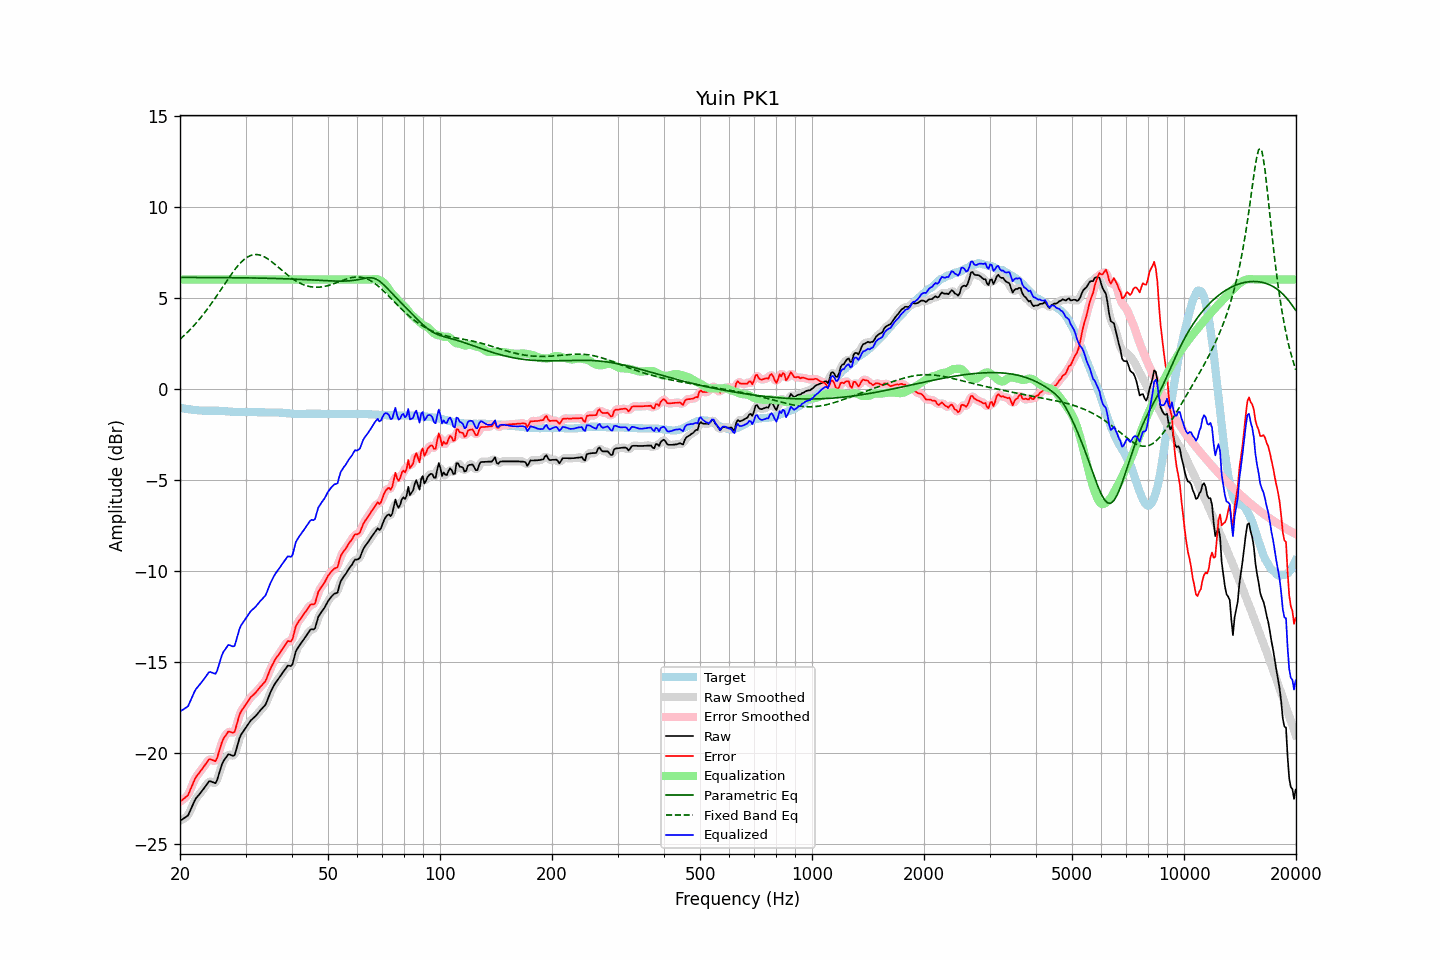 Yuin PK1
15
10
5
0
−5
−10
−15
−20
−25
Amplitude (dBr)
Target
Raw Smoothed
Error Smoothed
Raw
Error
Equalization
Parametric Eq
Fixed Band Eq
Equalized
20 50 100 200 500 1000 2000 5000 10000 20000
Frequency (Hz)